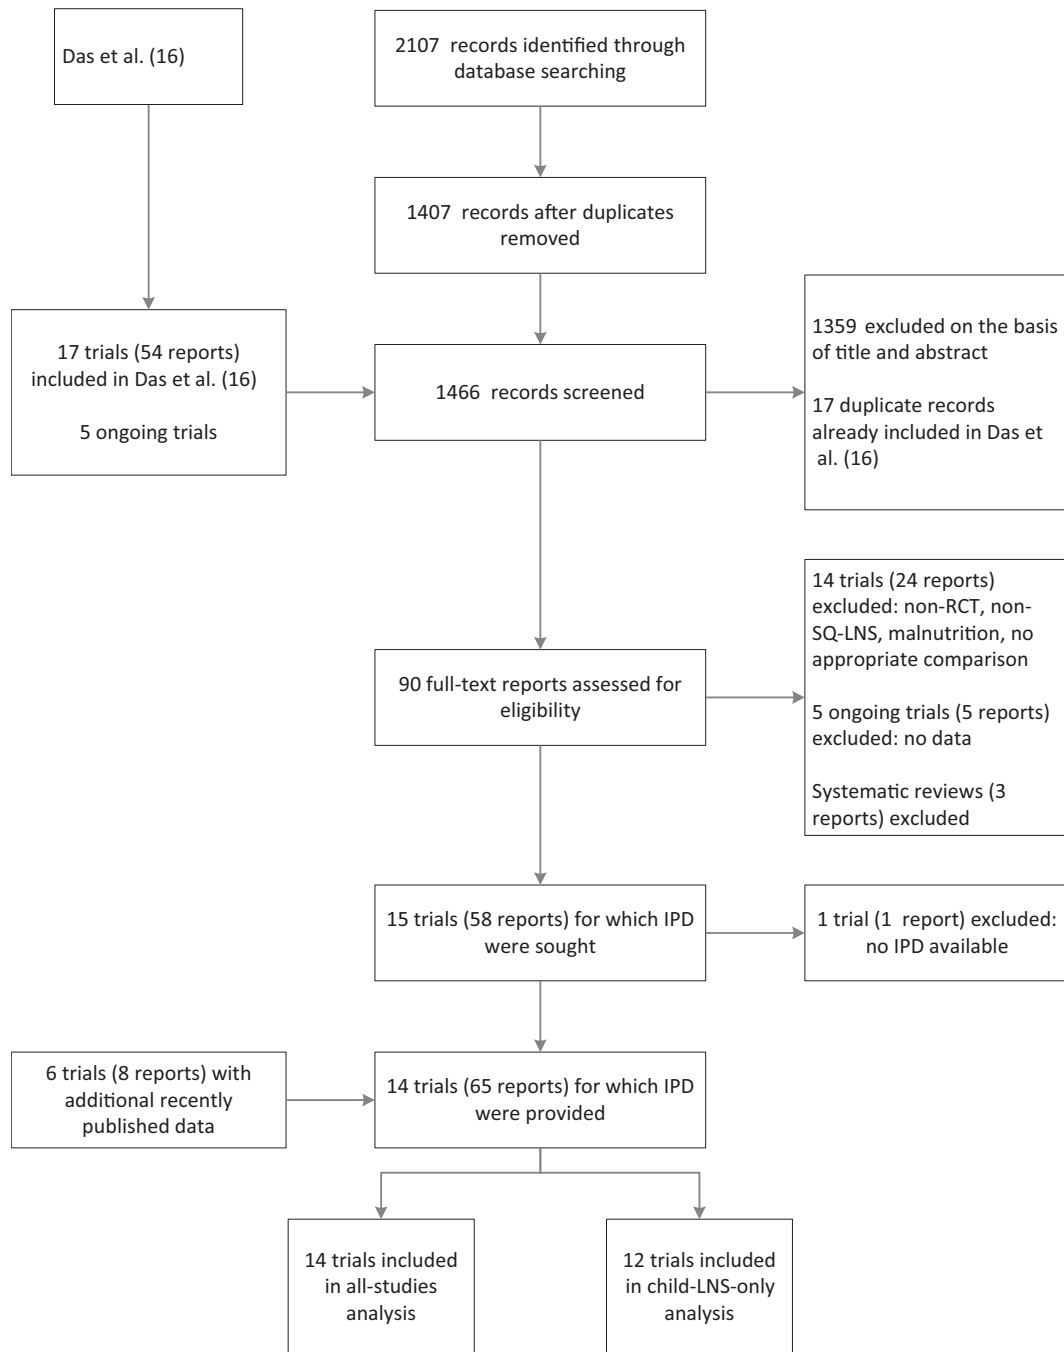 Das et al. (16)
2107 records identified through
database searching
1407 records after duplicates
removed
17 trials (54 reports)
included in Das et al. (16)
5 ongoing trials
1466 records screened
1359 excluded on the basis
of title and abstract
17 duplicate records
already included in Das et
al. (16)
90 full-text reports assessed for
eligibility
14 trials (24 reports)
excluded: non-RCT, non-
SQ-LNS, malnutrition, no
appropriate comparison
5 ongoing trials (5 reports)
excluded: no data
Systematic reviews (3
reports) excluded
15 trials (58 reports) for which IPD
were sought
1 trial (1 report) excluded:
no IPD available
6 trials (8 reports) with
additional recently
published data
14 trials (65 reports) for which IPD
were provided
14 trials included
in all-studies
analysis
12 trials included
in child-LNS-only
analysis